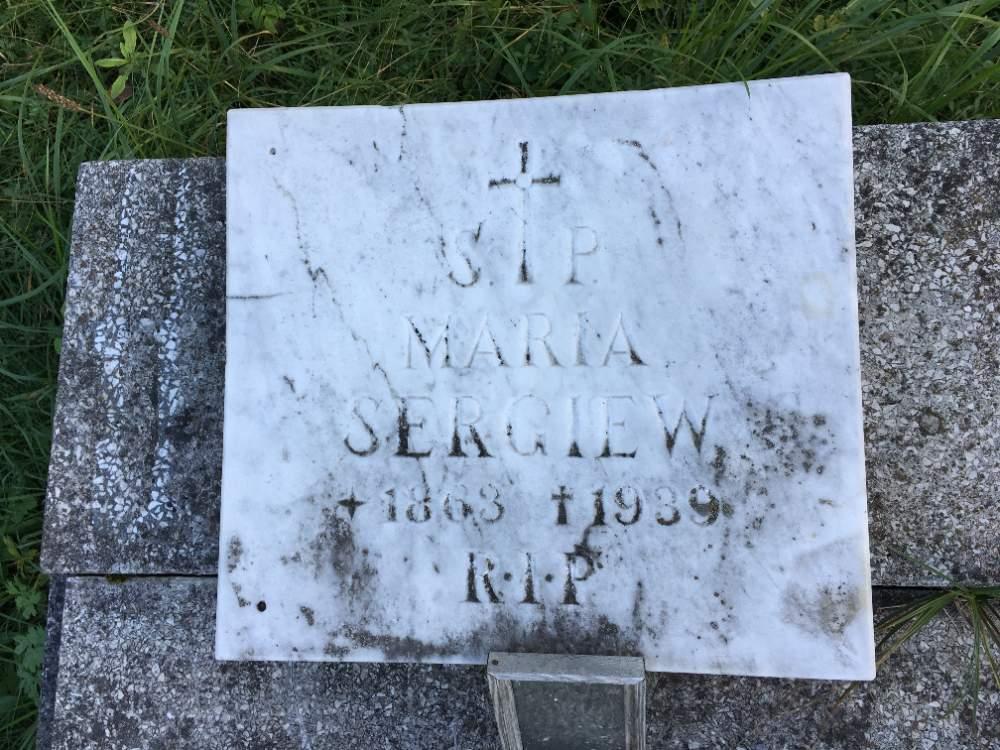 S. P.
MARIA
SERGIEW
1863 1939
R·I·P